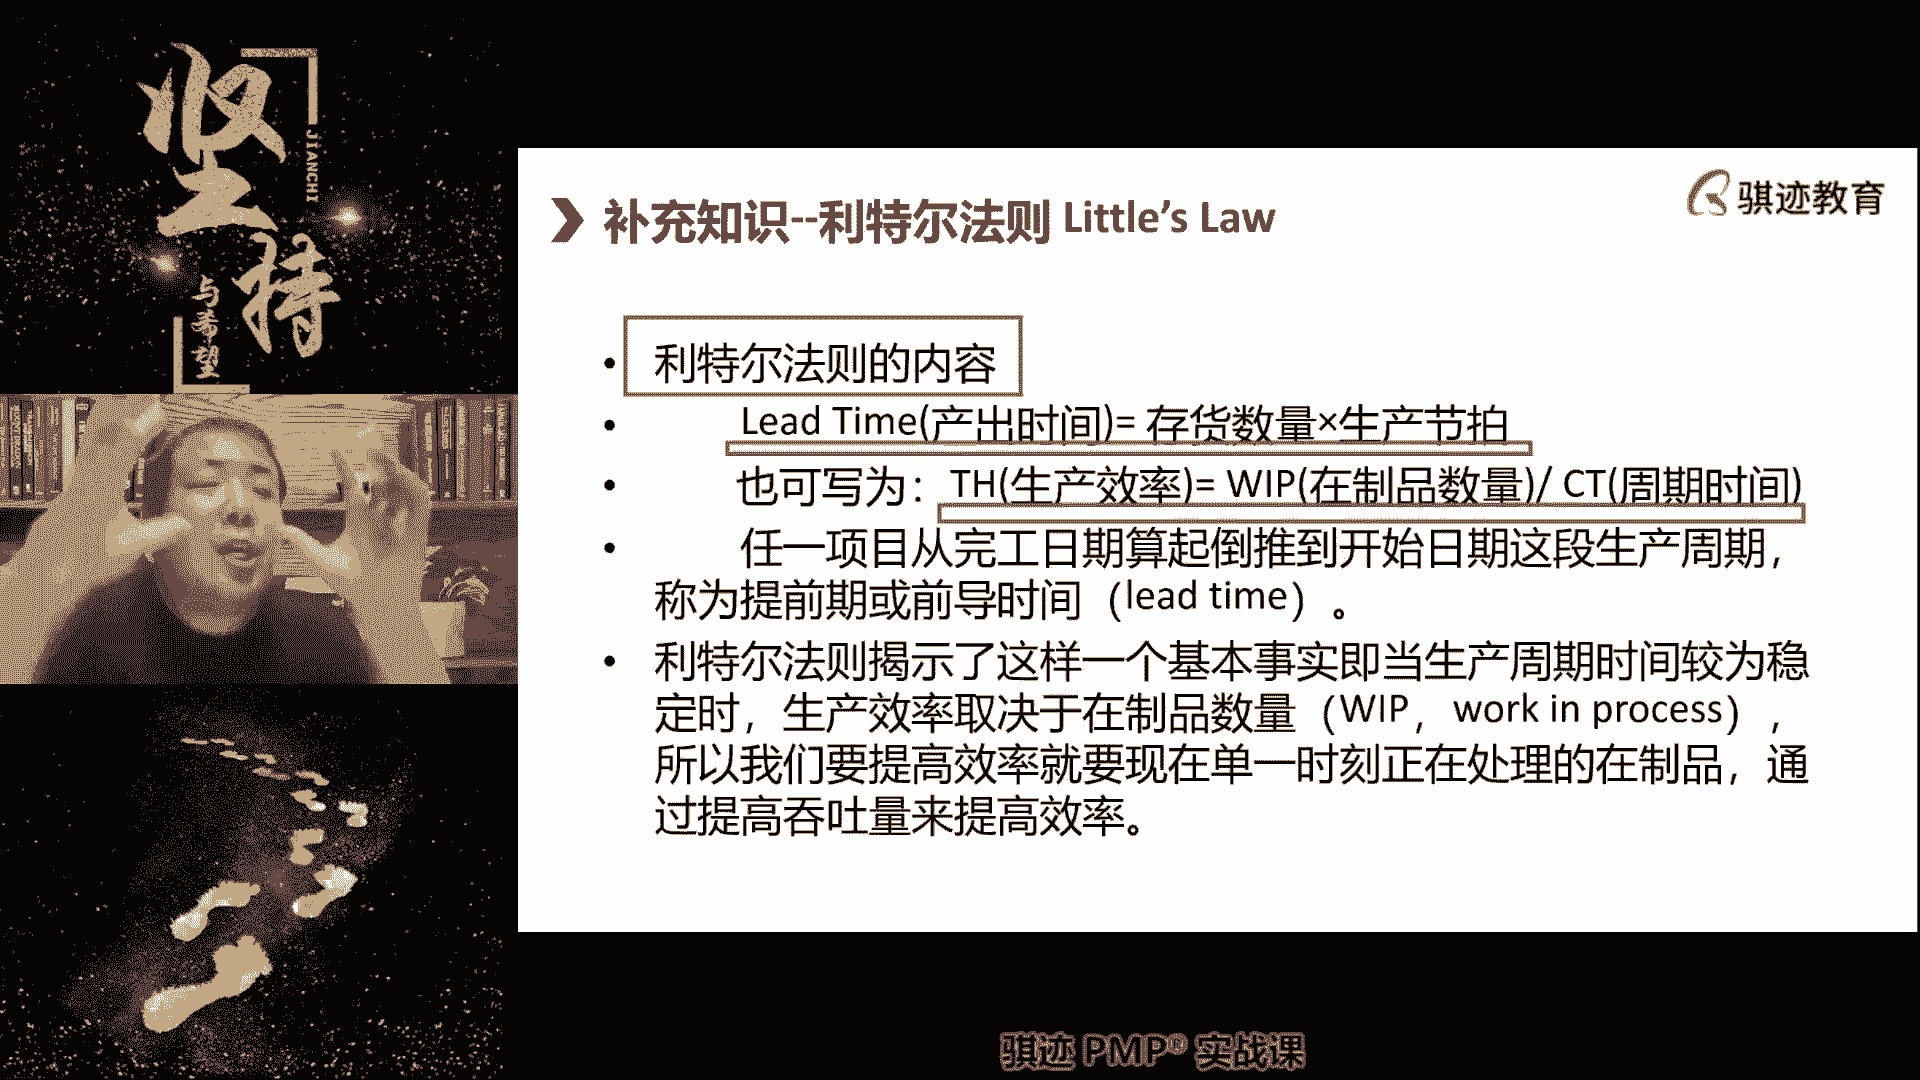 坚持
JIANCHI
与希望
骐迹教育
补充知识--利特尔法则 Little's Law
• 利特尔法则的内容
• Lead Time(产出时间)= 存货数量×生产节拍
• 也可写为：TH(生产效率)= WIP(在制品数量)/ CT(周期时间)
• 任一项目从完工日期算起倒推到开始日期这段生产周期，
称为提前期或前导时间（lead time）。
• 利特尔法则揭示了这样一个基本事实即当生产周期时间较为稳
定时，生产效率取决于在制品数量（WIP，work in process），
所以我们要提高效率就要现在单一时刻正在处理的在制品，通
过提高吞吐量来提高效率。
骐迹 PMP® 实战课